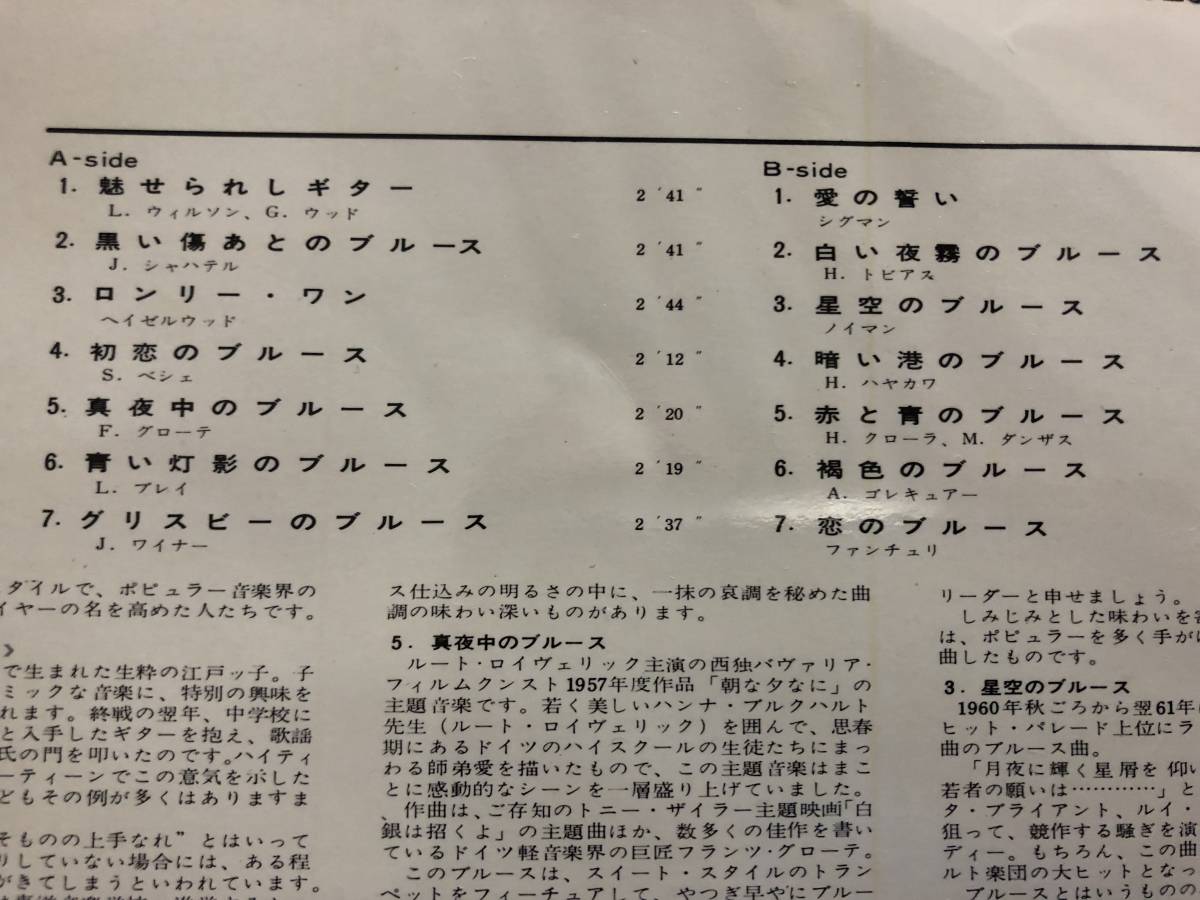 A-side
1. 魅せられしギター 2′41″
L. ウィルソン、G. ウッド
2. 黒い傷あとのブルース 2′41″
J. シャハテル
3. ロンリー・ワン 2′44″
ヘイゼルウッド
4. 初恋のブルース 2′12″
S. ベシェ
5. 真夜中のブルース 2′20″
F. グローテ
6. 青い灯影のブルース 2′19″
L. ブレイ
7. グリスビーのブルース 2′37″
J. ワイナー
B-side
1. 愛の誓い
シグマン
2. 白い夜霧のブルース
H. トビアス
3. 星空のブルース
ノイマン
4. 暗い港のブルース
H. ハヤカワ
5. 赤と青のブルース
H. クローラ、M. ダンザス
6. 褐色のブルース
A. ゴレキュアー
7. 恋のブルース
ファンチュリ
タイルで、ポピュラー音楽界の
イヤーの名を高めた人たちです。
》
で生まれた生粋の江戸ッ子。子
ミックな音楽に、特別の興味を
れます。終戦の翌年、中学校に
と入手したギターを抱え、歌謡
氏の門を叩いたのです。ハイティ
ーティーンでこの意気を示した
どもその例が多くはありますま
そものの上手なれ”とはいって
りしていない場合には、ある程
がきてしまうといわれています。
ス仕込みの明るさの中に、一抹の哀調を秘めた曲
調の味わい深いものがあります。
5. 真夜中のブルース
ルート・ロイヴェリック主演の西独バヴァリア・
フィルムクンスト1957年度作品「朝な夕なに」の
主題音楽です。若く美しいハンナ・ブルクハルト
先生（ルート・ロイヴェリック）を囲んで、思春
期にあるドイツのハイスクールの生徒たちにまっ
わる師弟愛を描いたもので、この主題音楽はまこ
とに感動的なシーンを一層盛り上げていました。
作曲は、ご存知のトニー・ザイラー主題映画「白
銀は招くよ」の主題曲ほか、数多くの佳作を書い
ているドイツ軽音楽界の巨匠フランツ・グローテ。
このブルースは、スイート・スタイルのトラン
ペットをフィーチュアして、やつぎ早やにブルー
リーダーと申せましょう。
しみじみとした味わいを
は、ポピュラーを多く手が
曲したものです。
3. 星空のブルース
1960年秋ごろから翌61年
ヒット・パレード上位にラ
曲のブルース曲。
「月夜に輝く星屑を仰い
若者の願いは…………」と
タ・ブライアント、ルイ・
狙って、競作する騒ぎを演
ディー。もちろん、この曲
ルト楽団の大ヒットとなっ
ブルースとはいうものの